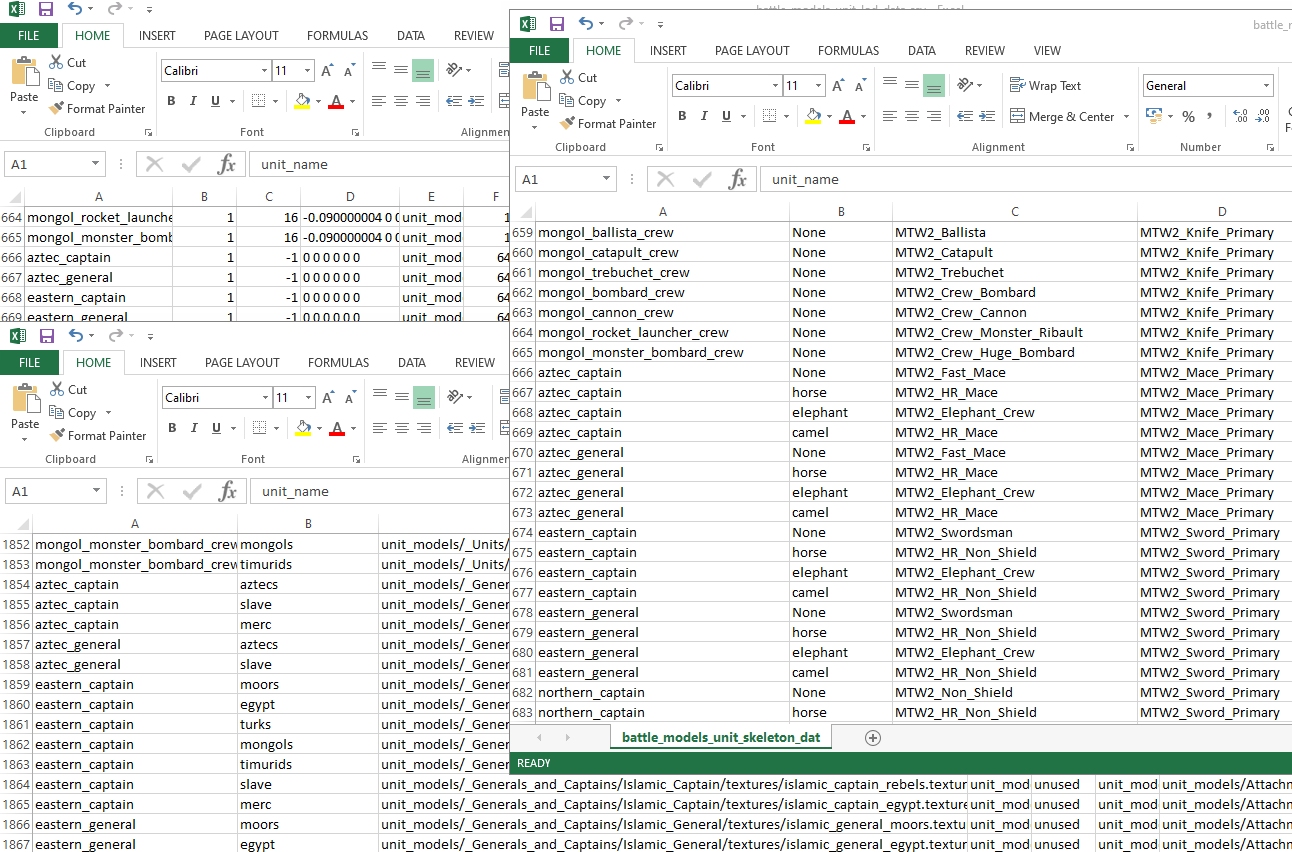 battle_models_unit_lod_data.csv - Excel
FILE HOME INSERT PAGE LAYOUT FORMULAS DATA REVIEW
Cut
Copy
Format Painter
Paste
Calibri 11
B I U
Clipboard Font Alignmen
A1 unit_name
A B C D E F
664 mongol_rocket_launche 1 16 -0.090000004 0 0 unit_mod 1
665 mongol_monster_bomb 1 16 -0.090000004 0 0 unit_mod 1
666 aztec_captain 1 -1 0 0 0 0 0 0 unit_mod 64
667 aztec_general 1 -1 0 0 0 0 0 0 unit_mod 64
668 eastern_captain 1 -1 0 0 0 0 0 0 unit_mod 64
669 eastern_general 1 -1 0 0 0 0 0 0 unit_mod 64
FILE HOME INSERT PAGE LAYOUT FORMULAS DATA REVIEW
Cut
Copy
Format Painter
Paste
Calibri 11
B I U
Clipboard Font Alignmen
A1 unit_name
A B
1852 mongol_monster_bombard_crew mongols unit_models/_Units/
1853 mongol_monster_bombard_crew timurids unit_models/_Units/
1854 aztec_captain aztecs unit_models/_Gener
1855 aztec_captain slave unit_models/_Gener
1856 aztec_captain merc unit_models/_Gener
1857 aztec_general aztecs unit_models/_Gener
1858 aztec_general slave unit_models/_Gener
1859 eastern_captain moors unit_models/_Gener
1860 eastern_captain egypt unit_models/_Gener
1861 eastern_captain turks unit_models/_Gener
1862 eastern_captain mongols unit_models/_Gener
1863 eastern_captain timurids unit_models/_Gener
1864 eastern_captain slave unit_models/_Generals_and_Captains/Islamic_Captain/textures/islamic_captain_rebels.textur unit_mod unused unit_mod unit_models/Attachm
1865 eastern_captain merc unit_models/_Generals_and_Captains/Islamic_Captain/textures/islamic_captain_egypt.texture unit_mod unused unit_mod unit_models/Attachm
1866 eastern_general moors unit_models/_Generals_and_Captains/Islamic_General/textures/islamic_general_moors.textu unit_mod unused unit_mod unit_models/Attachm
1867 eastern_general egypt unit_models/_Generals_and_Captains/Islamic_General/textures/islamic_general_egypt.textur unit_mod unused unit_mod unit_models/Attachm
battle_r
FILE HOME INSERT PAGE LAYOUT FORMULAS DATA REVIEW VIEW
Cut
Copy
Format Painter
Paste
Calibri 11
B I U
Wrap Text
Merge & Center
General
%
Clipboard Font Alignment Number
A1 unit_name
A B C D
659 mongol_ballista_crew None MTW2_Ballista MTW2_Knife_Primary
660 mongol_catapult_crew None MTW2_Catapult MTW2_Knife_Primary
661 mongol_trebuchet_crew None MTW2_Trebuchet MTW2_Knife_Primary
662 mongol_bombard_crew None MTW2_Crew_Bombard MTW2_Knife_Primary
663 mongol_cannon_crew None MTW2_Crew_Cannon MTW2_Knife_Primary
664 mongol_rocket_launcher_crew None MTW2_Crew_Monster_Ribault MTW2_Knife_Primary
665 mongol_monster_bombard_crew None MTW2_Crew_Huge_Bombard MTW2_Knife_Primary
666 aztec_captain None MTW2_Fast_Mace MTW2_Mace_Primary
667 aztec_captain horse MTW2_HR_Mace MTW2_Mace_Primary
668 aztec_captain elephant MTW2_Elephant_Crew MTW2_Mace_Primary
669 aztec_captain camel MTW2_HR_Mace MTW2_Mace_Primary
670 aztec_general None MTW2_Fast_Mace MTW2_Mace_Primary
671 aztec_general horse MTW2_HR_Mace MTW2_Mace_Primary
672 aztec_general elephant MTW2_Elephant_Crew MTW2_Mace_Primary
673 aztec_general camel MTW2_HR_Mace MTW2_Mace_Primary
674 eastern_captain None MTW2_Swordsman MTW2_Sword_Primary
675 eastern_captain horse MTW2_HR_Non_Shield MTW2_Sword_Primary
676 eastern_captain elephant MTW2_Elephant_Crew MTW2_Sword_Primary
677 eastern_captain camel MTW2_HR_Non_Shield MTW2_Sword_Primary
678 eastern_general None MTW2_Swordsman MTW2_Sword_Primary
679 eastern_general horse MTW2_HR_Non_Shield MTW2_Sword_Primary
680 eastern_general elephant MTW2_Elephant_Crew MTW2_Sword_Primary
681 eastern_general camel MTW2_HR_Non_Shield MTW2_Sword_Primary
682 northern_captain None MTW2_Non_Shield MTW2_Sword_Primary
683 northern_captain horse MTW2_HR_Non_Shield MTW2_Sword_Primary
battle_models_unit_skeleton_dat
READY